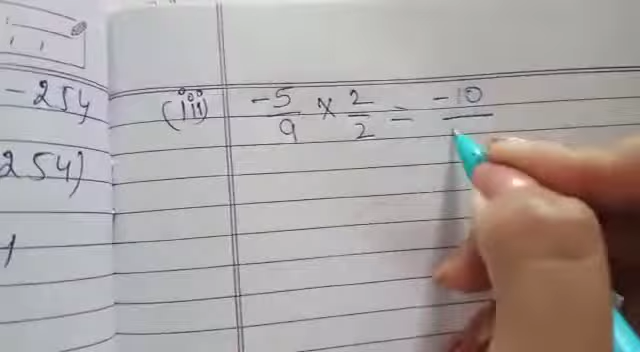 -254
254)
(iii) -5/9 × 2/2 = -10/